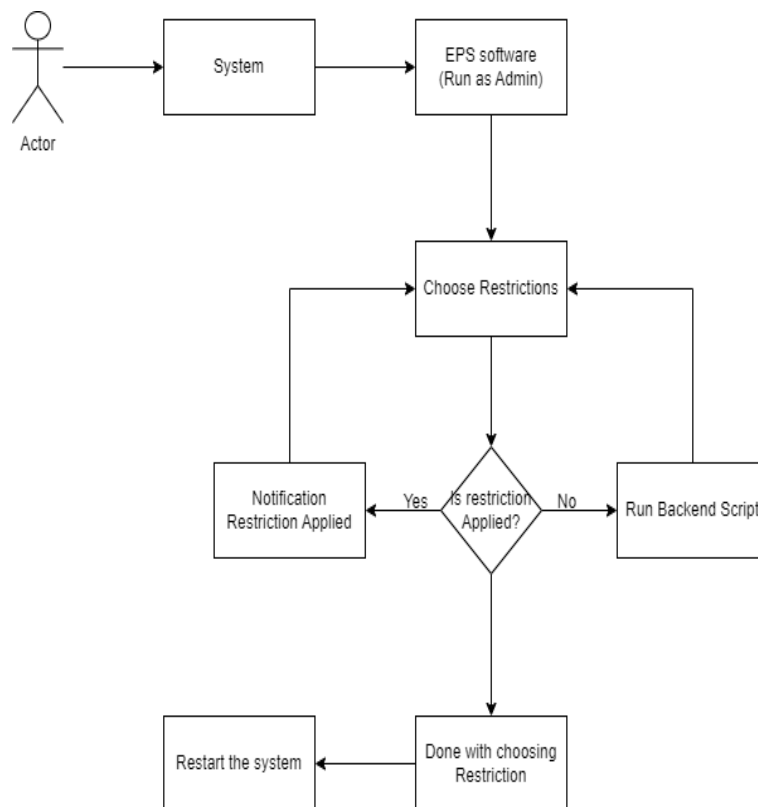 System
EPS software
(Run as Admin)
Actor
Choose Restrictions
Notification
Restriction Applied
Yes
Is restriction
Applied?
No
Run Backend Script
Restart the system
Done with choosing
Restriction